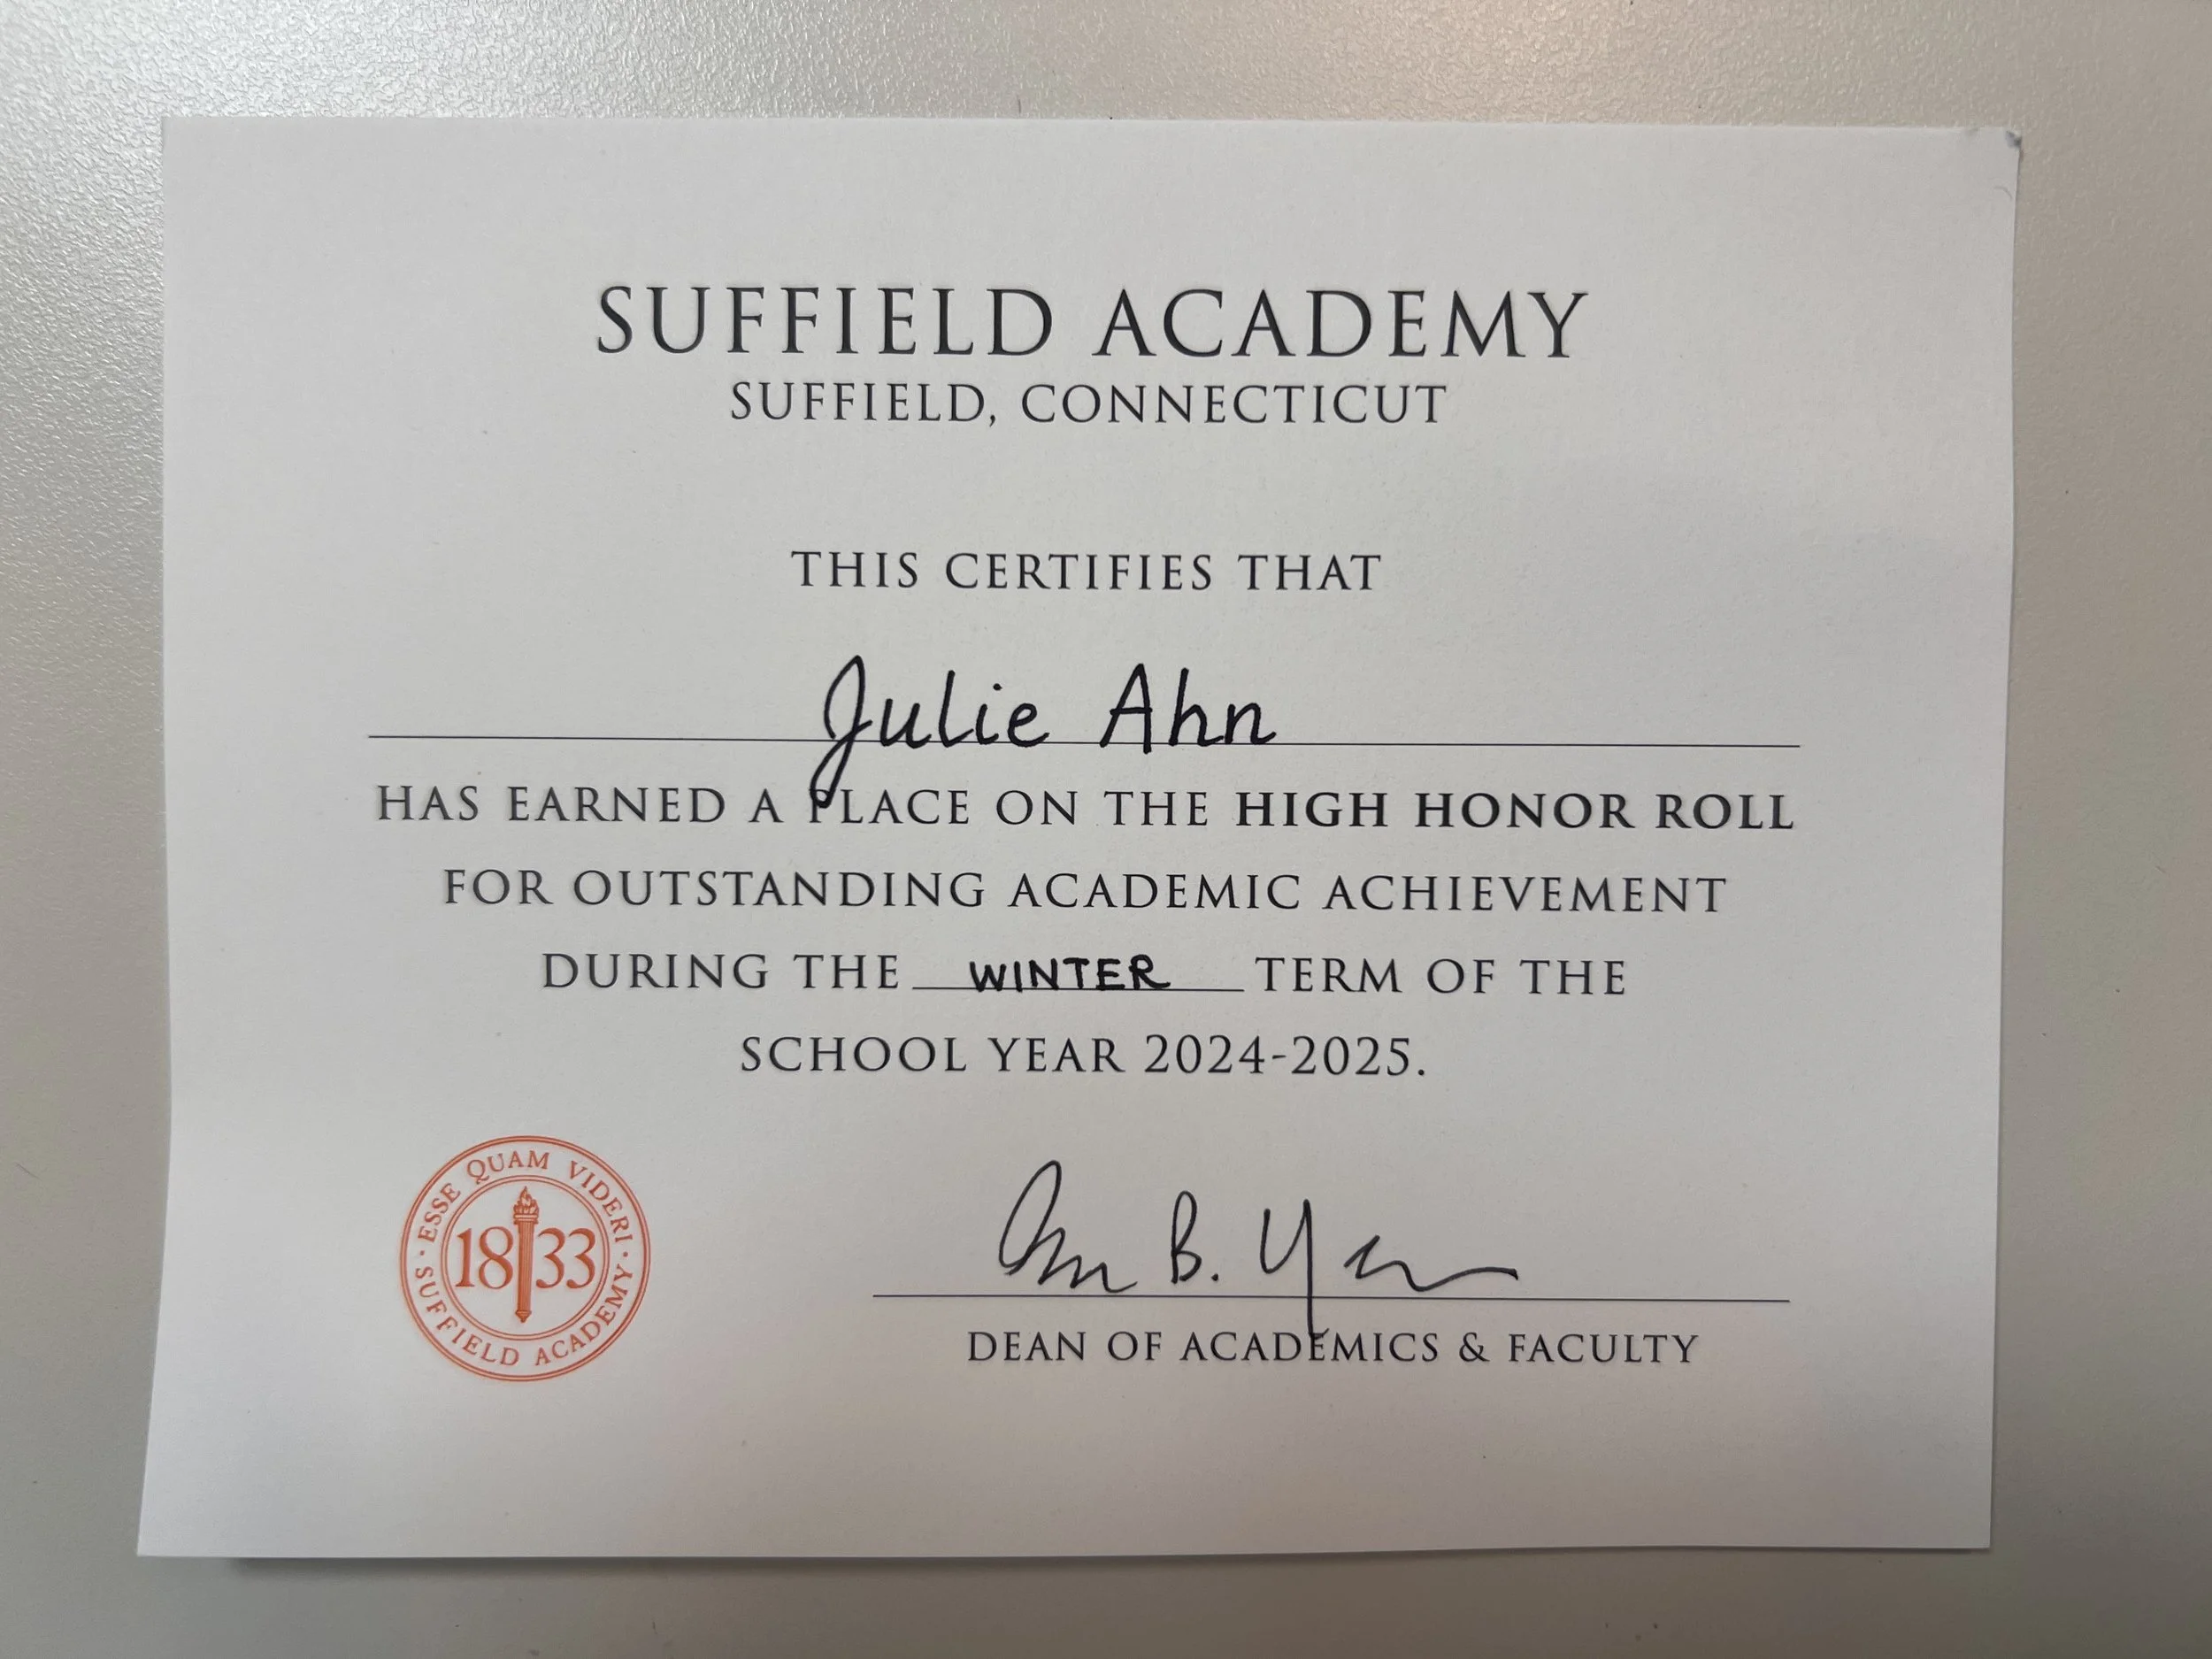 SUFFIELD ACADEMY
SUFFIELD, CONNECTICUT
THIS CERTIFIES THAT
Julie Ahn
HAS EARNED A PLACE ON THE HIGH HONOR ROLL
FOR OUTSTANDING ACADEMIC ACHIEVEMENT
DURING THE WINTER TERM OF THE
SCHOOL YEAR 2024-2025.
ESSE QUAM VIDERI
1833
SUFFIELD ACADEMY
B.
DEAN OF ACADEMICS & FACULTY